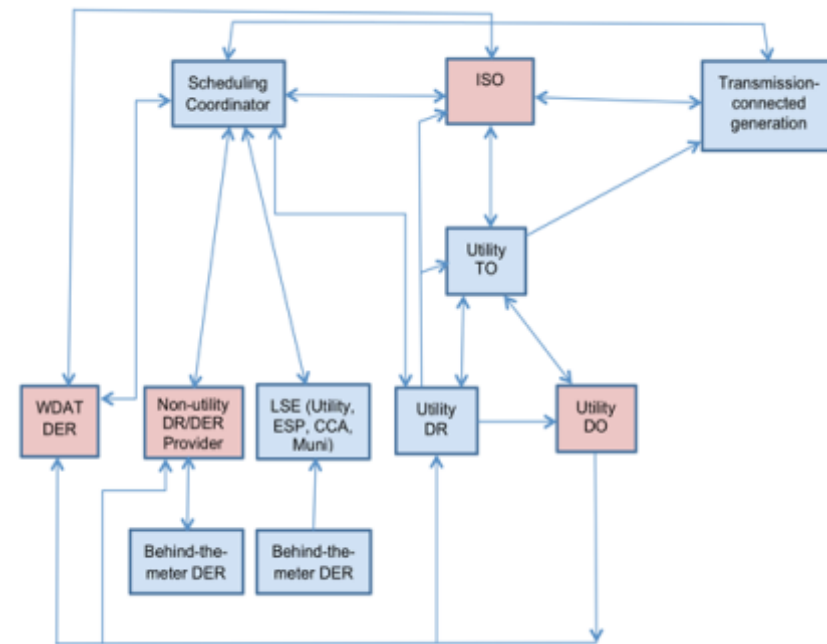 Scheduling
Coordinator
ISO
Transmission-
connected
generation
Utility
TO
WDAT
DER
Non-utility
DR/DER
Provider
LSE (Utility,
ESP, CCA,
Muni)
Utility
DR
Utility
DO
Behind-the-
meter DER
Behind-the-
meter DER